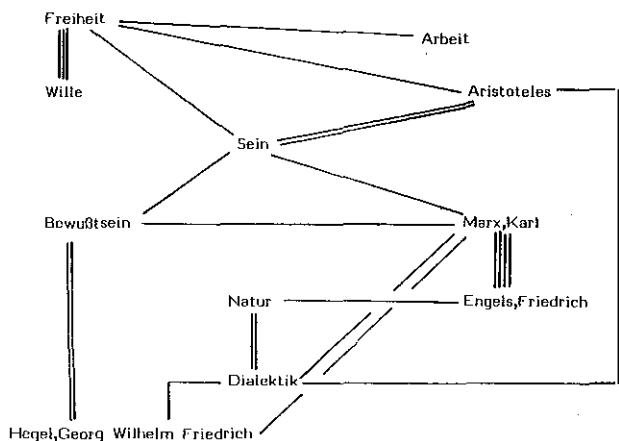 Freiheit
Arbeit
Wille
Aristoteles
Sein
Bewußtsein
Marx,Karl
Natur
Engels,Friedrich
Dialektik
Hegel,Georg Wilhelm Friedrich